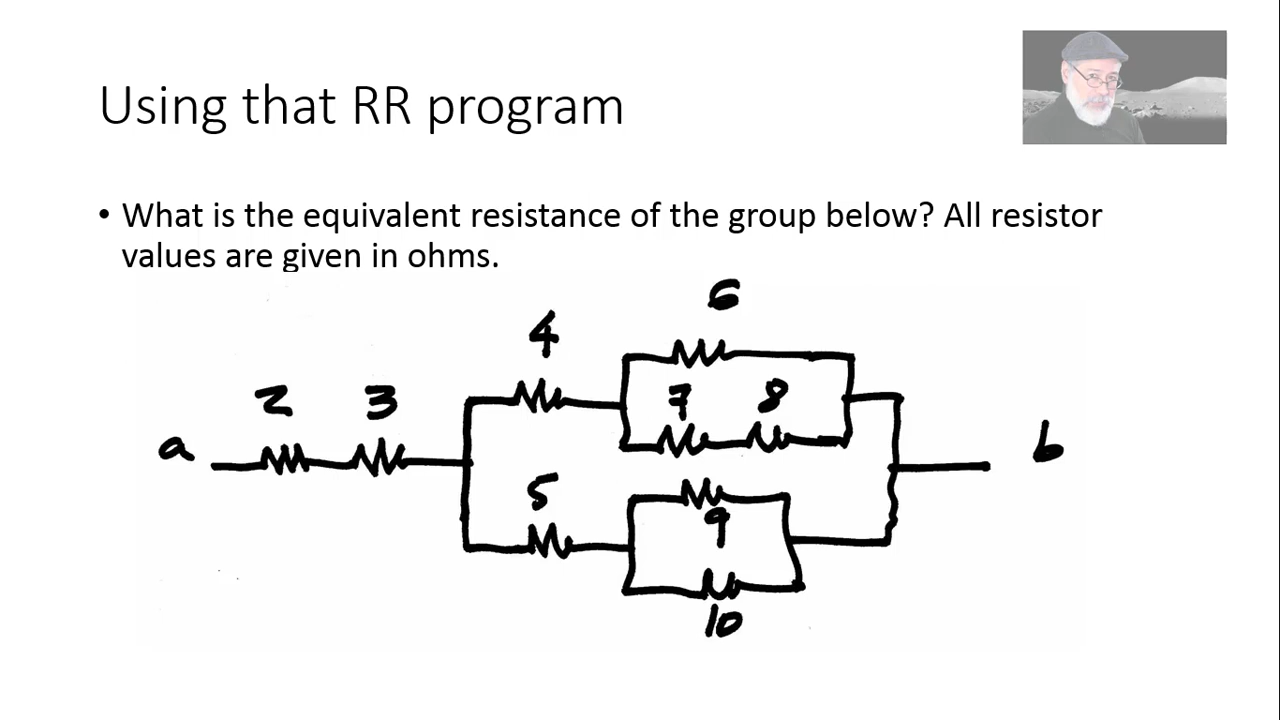 Using that RR program
• What is the equivalent resistance of the group below? All resistor
values are given in ohms.
6
4
2 3 7 8
a b
5
9
10